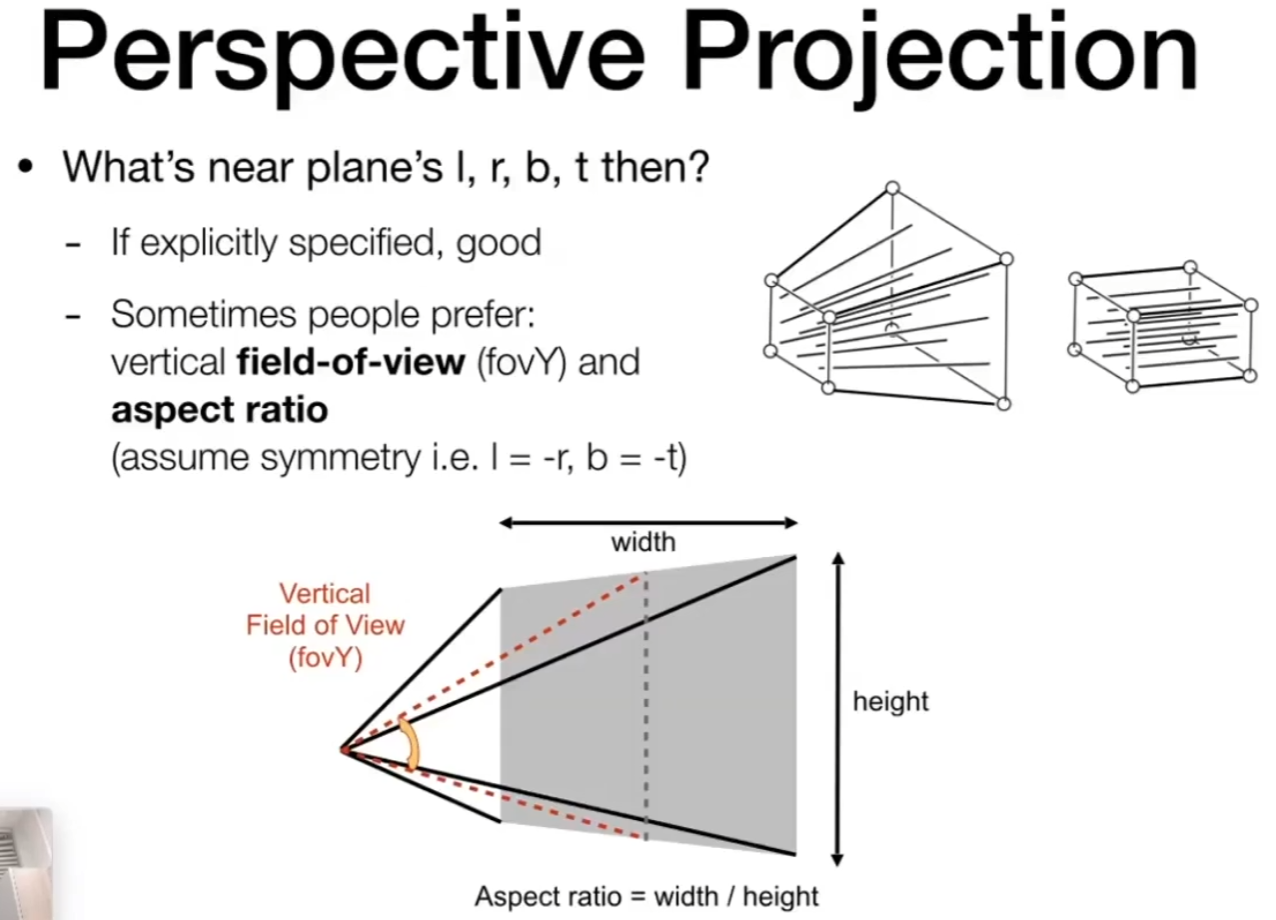 Perspective Projection
• What's near plane's l, r, b, t then?
- If explicitly specified, good
- Sometimes people prefer:
vertical field-of-view (fovY) and
aspect ratio
(assume symmetry i.e. l = -r, b = -t)
width
Vertical
Field of View
(fovY)
height
Aspect ratio = width / height